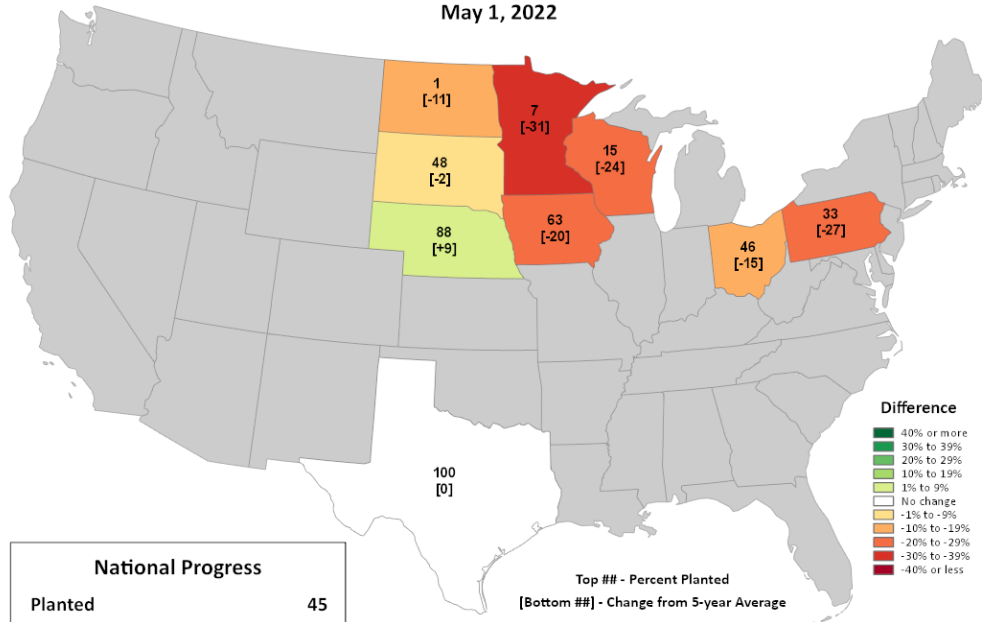 May 1, 2022
1
[-11]
7
[-31]
15
[-24]
48
[-2]
33
[-27]
63
[-20]
88
[+9]
46
[-15]
100
[0]
Difference
40% or more
30% to 39%
20% to 29%
10% to 19%
1% to 9%
No change
-1% to -9%
-10% to -19%
-20% to -29%
-30% to -39%
-40% or less
National Progress
Planted 45
Top ## - Percent Planted
[Bottom ##] - Change from 5-year Average